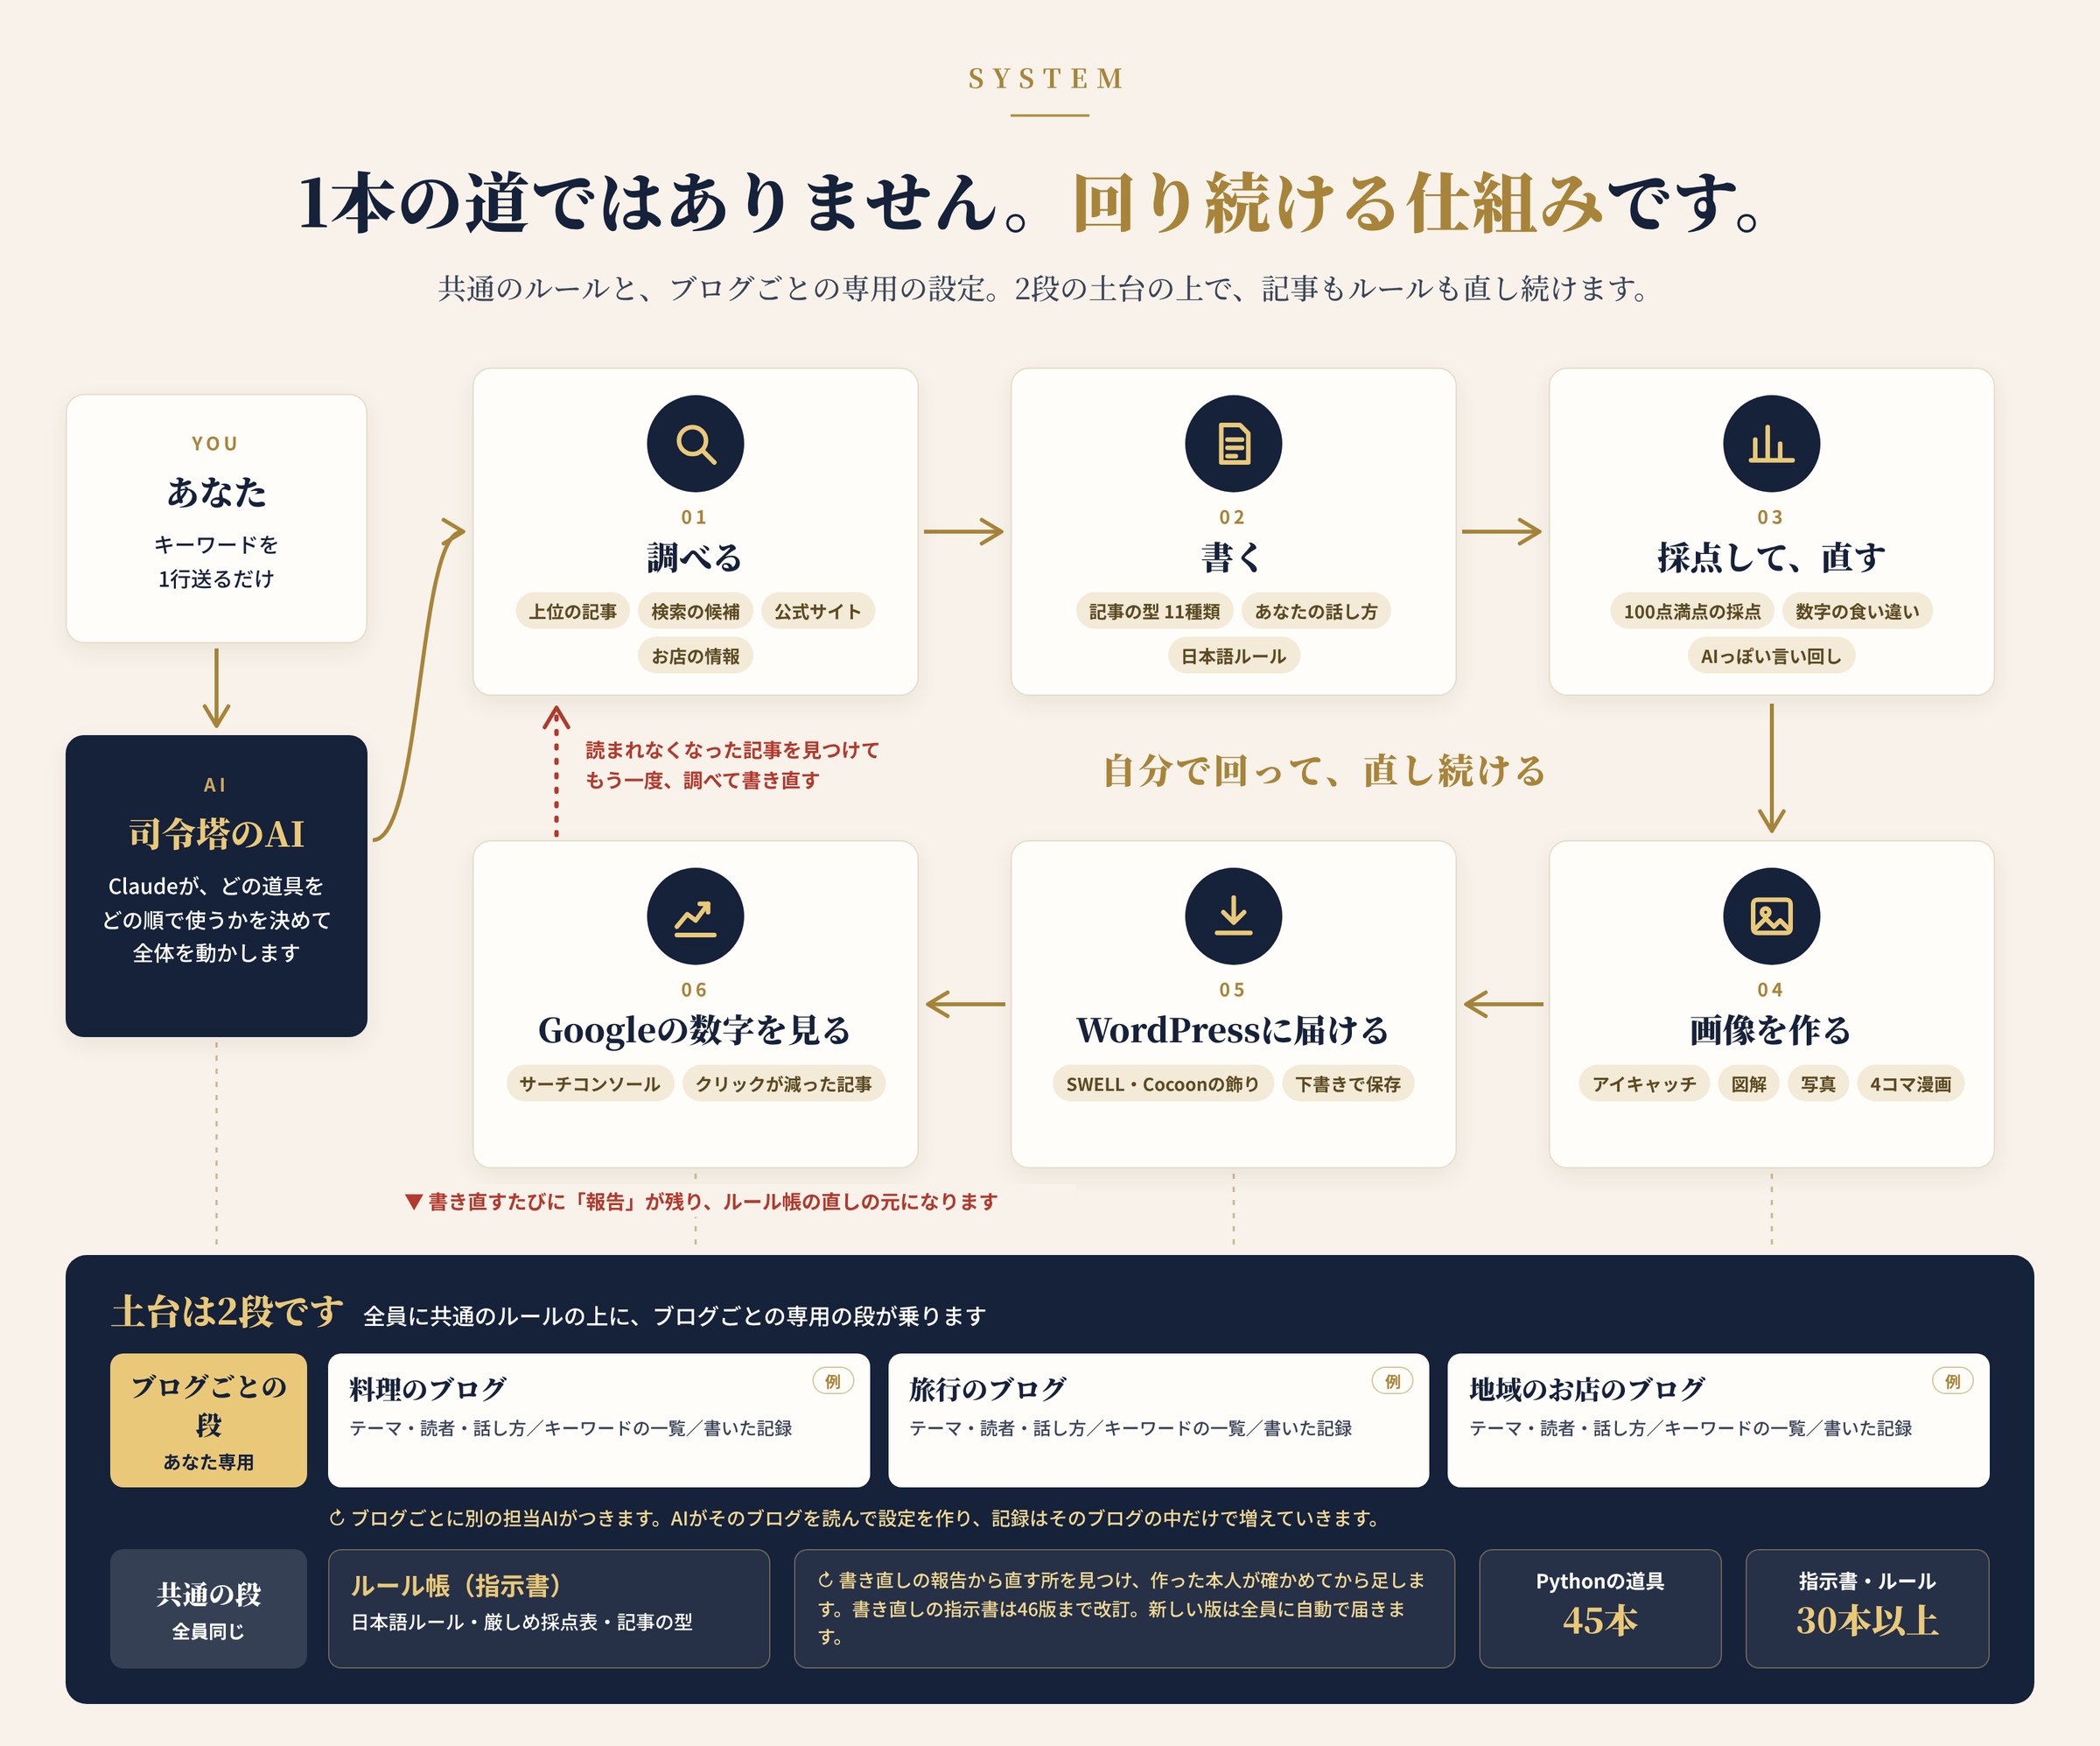 SYSTEM
1本の道ではありません。回り続ける仕組みです。
共通のルールと、ブログごとの専用の設定。2段の土台の上で、記事もルールも直し続けます。
YOU
あなた
キーワードを
1行送るだけ
AI
司令塔のAI
Claudeが、どの道具を
どの順で使うかを決めて
全体を動かします
01
調べる
上位の記事 検索の候補 公式サイト
お店の情報
02
書く
記事の型 11種類 あなたの話し方
日本語ルール
03
採点して、直す
100点満点の採点 数字の食い違い
AIっぽい言い回し
読まれなくなった記事を見つけて
もう一度、調べて書き直す
自分で回って、直し続ける
04
画像を作る
アイキャッチ 図解 写真 4コマ漫画
05
WordPressに届ける
SWELL・Cocoonの飾り 下書きで保存
06
Googleの数字を見る
サーチコンソール クリックが減った記事
▼ 書き直すたびに「報告」が残り、ルール帳の直しの元になります
土台は2段です 全員に共通のルールの上に、ブログごとの専用の段が乗ります
ブログごとの
段
あなた専用
料理のブログ 例
テーマ・読者・話し方／キーワードの一覧／書いた記録
旅行のブログ 例
テーマ・読者・話し方／キーワードの一覧／書いた記録
地域のお店のブログ 例
テーマ・読者・話し方／キーワードの一覧／書いた記録
↻ ブログごとに別の担当AIがつきます。AIがそのブログを読んで設定を作り、記録はそのブログの中だけで増えていきます。
共通の段
全員同じ
ルール帳（指示書）
日本語ルール・厳しめ採点表・記事の型
↻ 書き直しの報告から直す所を見つけ、作った本人が確かめてから足しま
す。書き直しの指示書は46版まで改訂。新しい版は全員に自動で届きま
す。
Pythonの道具
45本
指示書・ルール
30本以上